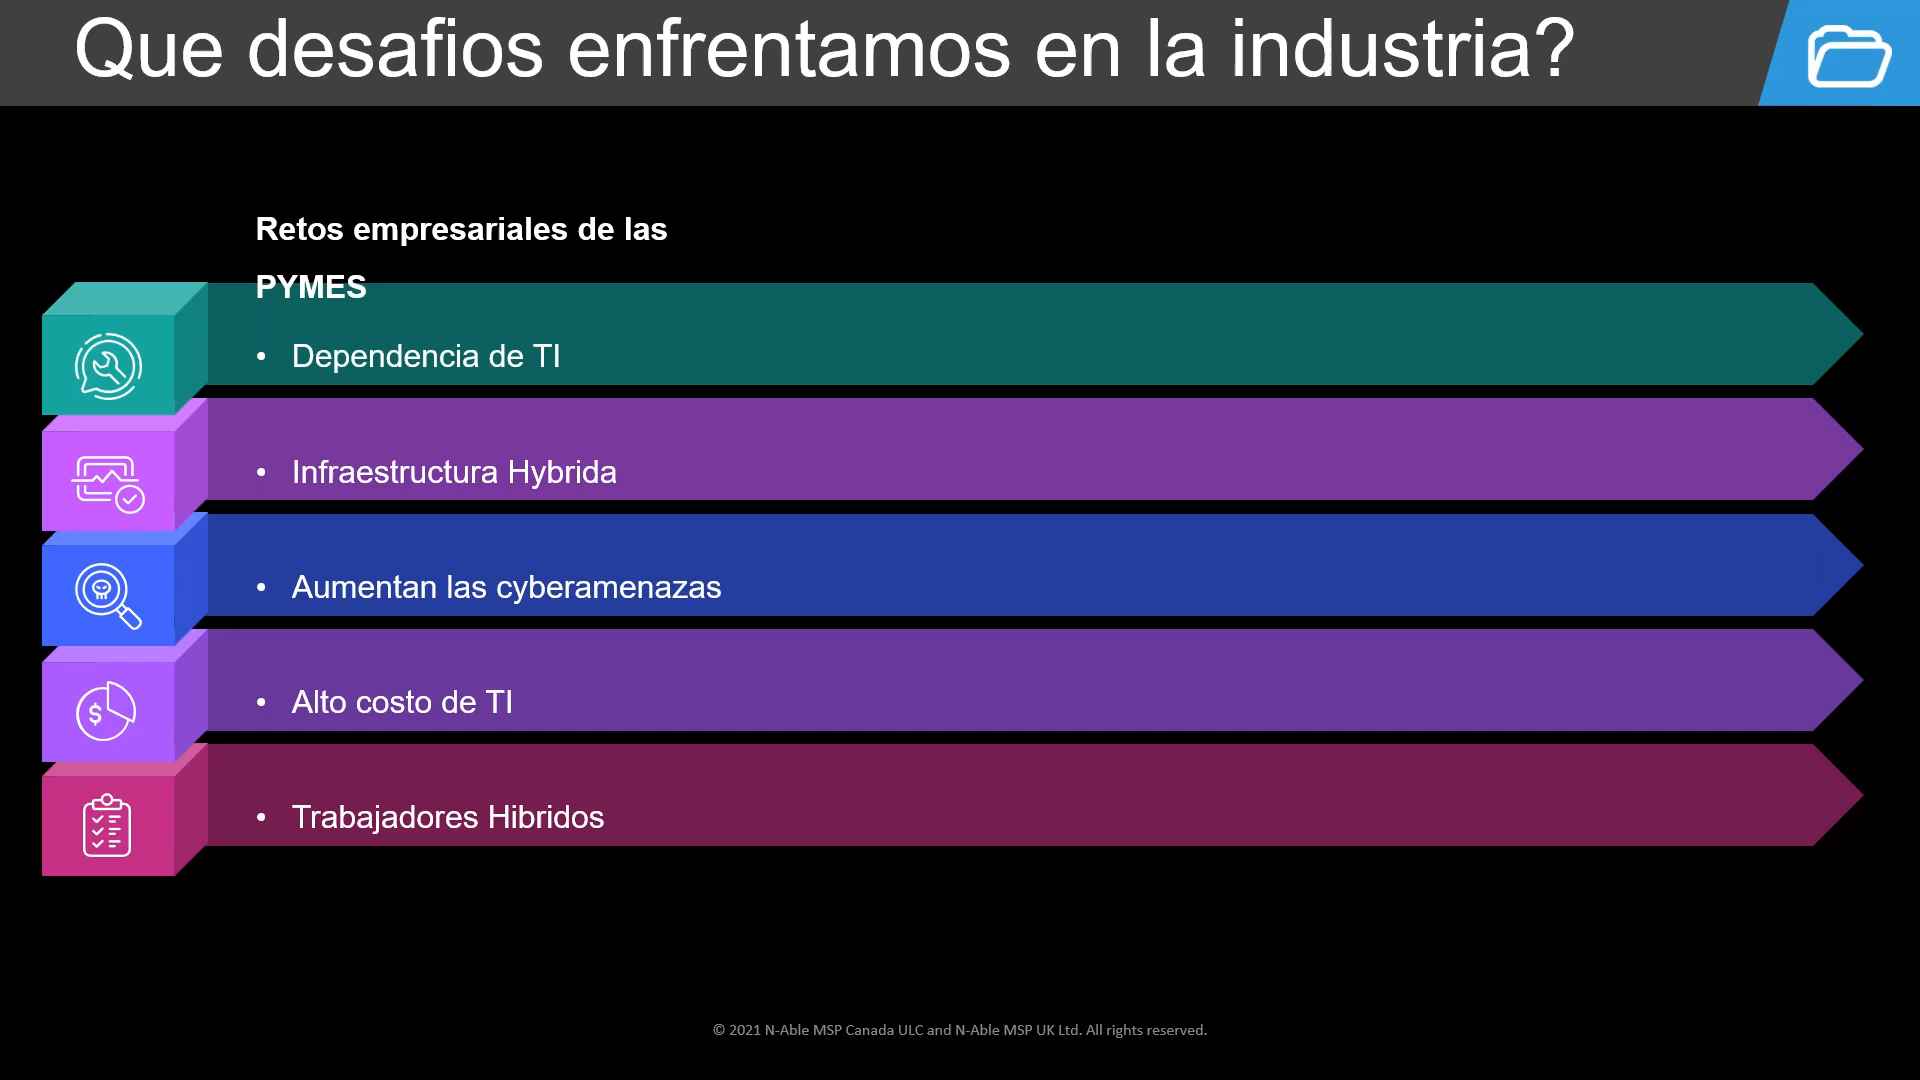 Que desafios enfrentamos en la industria?
Retos empresariales de las
PYMES
• Dependencia de TI
• Infraestructura Hybrida
• Aumentan las cyberamenazas
$
• Alto costo de TI
• Trabajadores Hibridos
© 2021 N-Able MSP Canada ULC and N-Able MSP UK Ltd. All rights reserved.